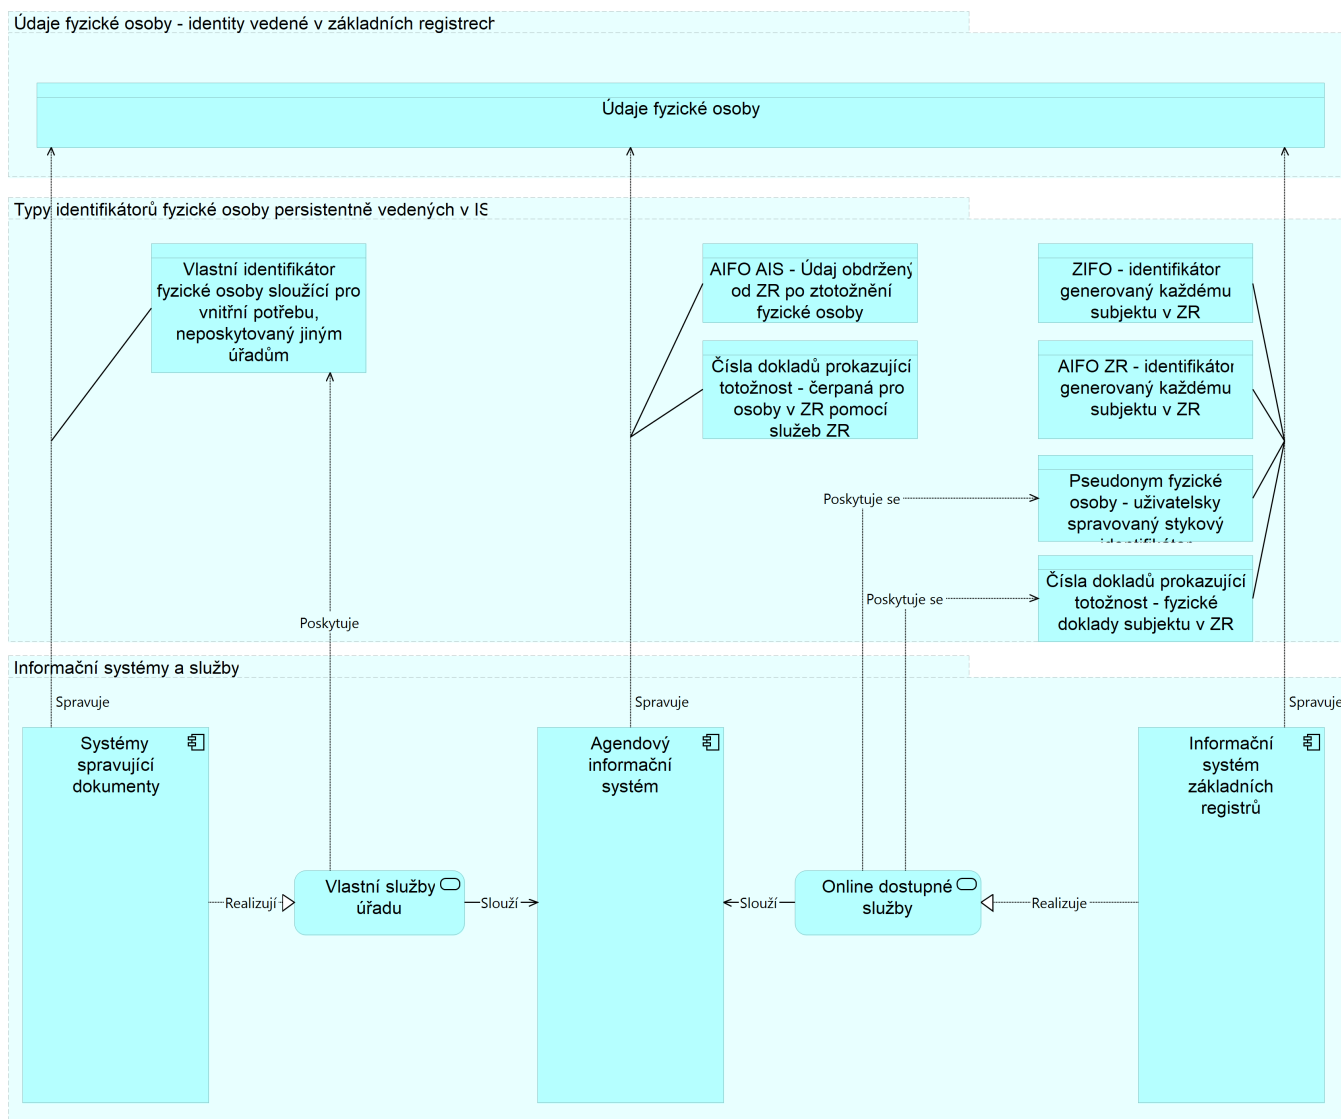 Údaje fyzické osoby - identity vedené v základních registrech
Údaje fyzické osoby
Typy identifikátorů fyzické osoby persistentně vedených v IS
Vlastní identifikátor
fyzické osoby sloužící pro
vnitřní potřebu,
neposkytovaný jiným
úřadům
AIFO AIS - Údaj obdržený
od ZR po ztotožnění
fyzické osoby
Čísla dokladů prokazující
totožnost - čerpaná pro
osoby v ZR pomocí
služeb ZR
ZIFO - identifikátor
generovaný každému
subjektu v ZR
AIFO ZR - identifikátor
generovaný každému
subjektu v ZR
Pseudonym fyzické
osoby - uživatelsky
spravovaný stykový
identifikátor
Čísla dokladů prokazující
totožnost - fyzické
doklady subjektu v ZR
Poskytuje se
Poskytuje se
Poskytuje
Informační systémy a služby
Spravuje
Spravuje
Spravuje
Systémy
spravující
dokumenty
Agendový
informační
systém
Informační
systém
základních
registrů
Realizují
Vlastní služby
úřadu
Slouží
Slouží
Online dostupné
služby
Realizuje